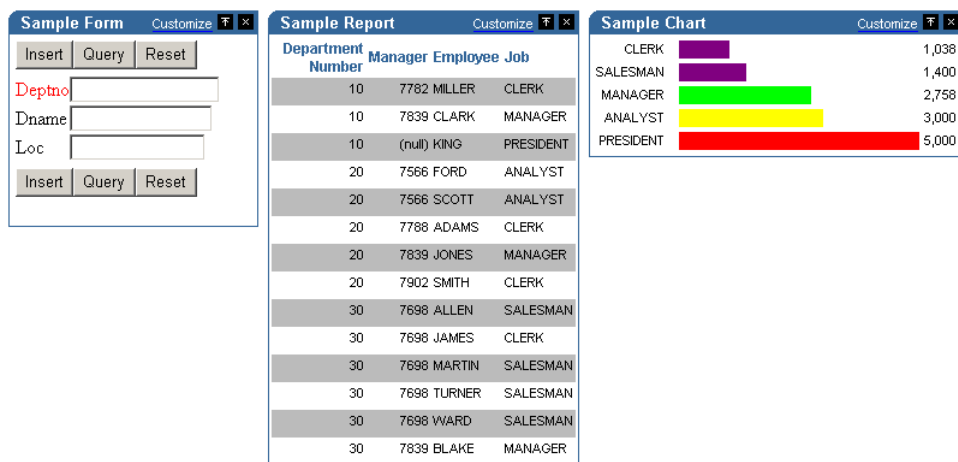 Sample Form Customize
Insert Query Reset
Deptno
Dname
Loc
Insert Query Reset
Sample Report Customize
Department Number Manager Employee Job
10 7782 MILLER CLERK
10 7839 CLARK MANAGER
10 (null) KING PRESIDENT
20 7566 FORD ANALYST
20 7566 SCOTT ANALYST
20 7788 ADAMS CLERK
20 7839 JONES MANAGER
20 7902 SMITH CLERK
30 7698 ALLEN SALESMAN
30 7698 JAMES CLERK
30 7698 MARTIN SALESMAN
30 7698 TURNER SALESMAN
30 7698 WARD SALESMAN
30 7839 BLAKE MANAGER
Sample Chart Customize
CLERK 1,038
SALESMAN 1,400
MANAGER 2,758
ANALYST 3,000
PRESIDENT 5,000